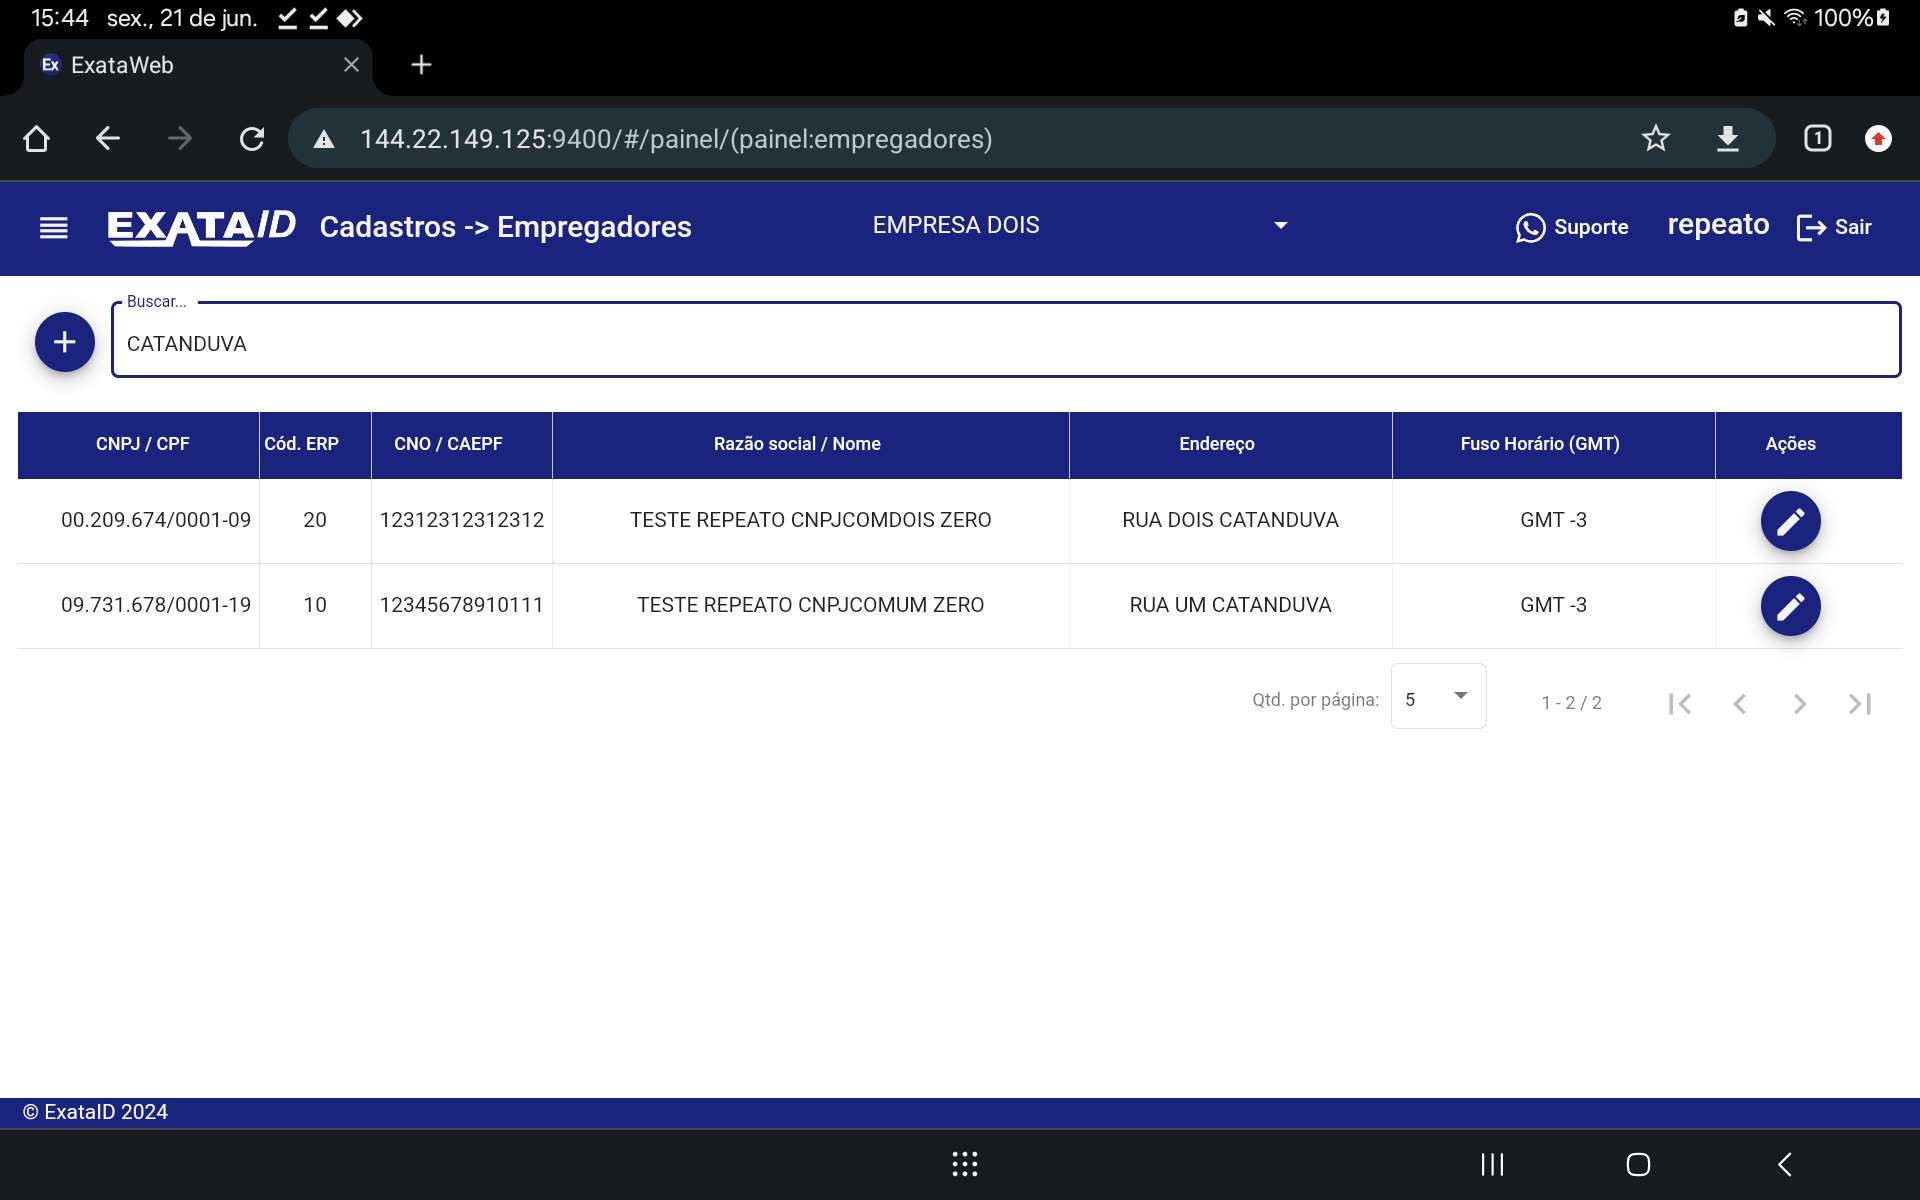 15:44 sex., 21 de jun. 100%
Ex ExataWeb
144.22.149.125:9400/#/painel/(painel:empregadores) 1
EXATAID Cadastros -> Empregadores EMPRESA DOIS Suporte repeato Sair
Buscar...
CATANDUVA
CNPJ / CPF Cód. ERP CNO / CAEPF Razão social / Nome Endereço Fuso Horário (GMT) Ações
00.209.674/0001-09 20 12312312312312 TESTE REPEATO CNPJCOMDOIS ZERO RUA DOIS CATANDUVA GMT -3
09.731.678/0001-19 10 12345678910111 TESTE REPEATO CNPJCOMUM ZERO RUA UM CATANDUVA GMT -3
Qtd. por página: 5 1 - 2 / 2
© ExataID 2024